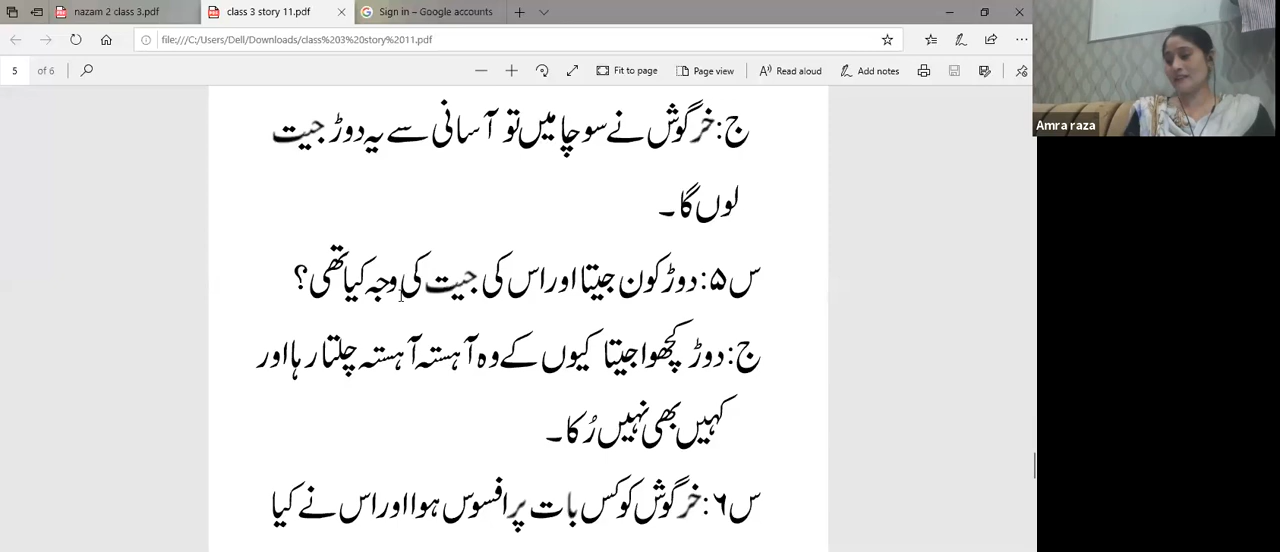 nazam 2 class 3.pdf
class 3 story 11.pdf
Sign in – Google accounts
file:///C:/Users/Dell/Downloads/class%203%20story%2011.pdf
5 of 6
Fit to page
Page view
Read aloud
Add notes
Amra raza
ج: خرگوش نے سوچا میں تو آسانی سے یہ دوڑ جیت
لوں گا۔
س۵: دوڑ کون جیتا اور اس کی جیت کی وجہ کیا تھی؟
ج: دوڑ کچھوا جیتا کیوں کے وہ آہستہ آہستہ چلتا رہا اور
کہیں بھی نہیں رُکا۔
س۶: خرگوش کو کس بات پر افسوس ہوا اور اس نے کیا